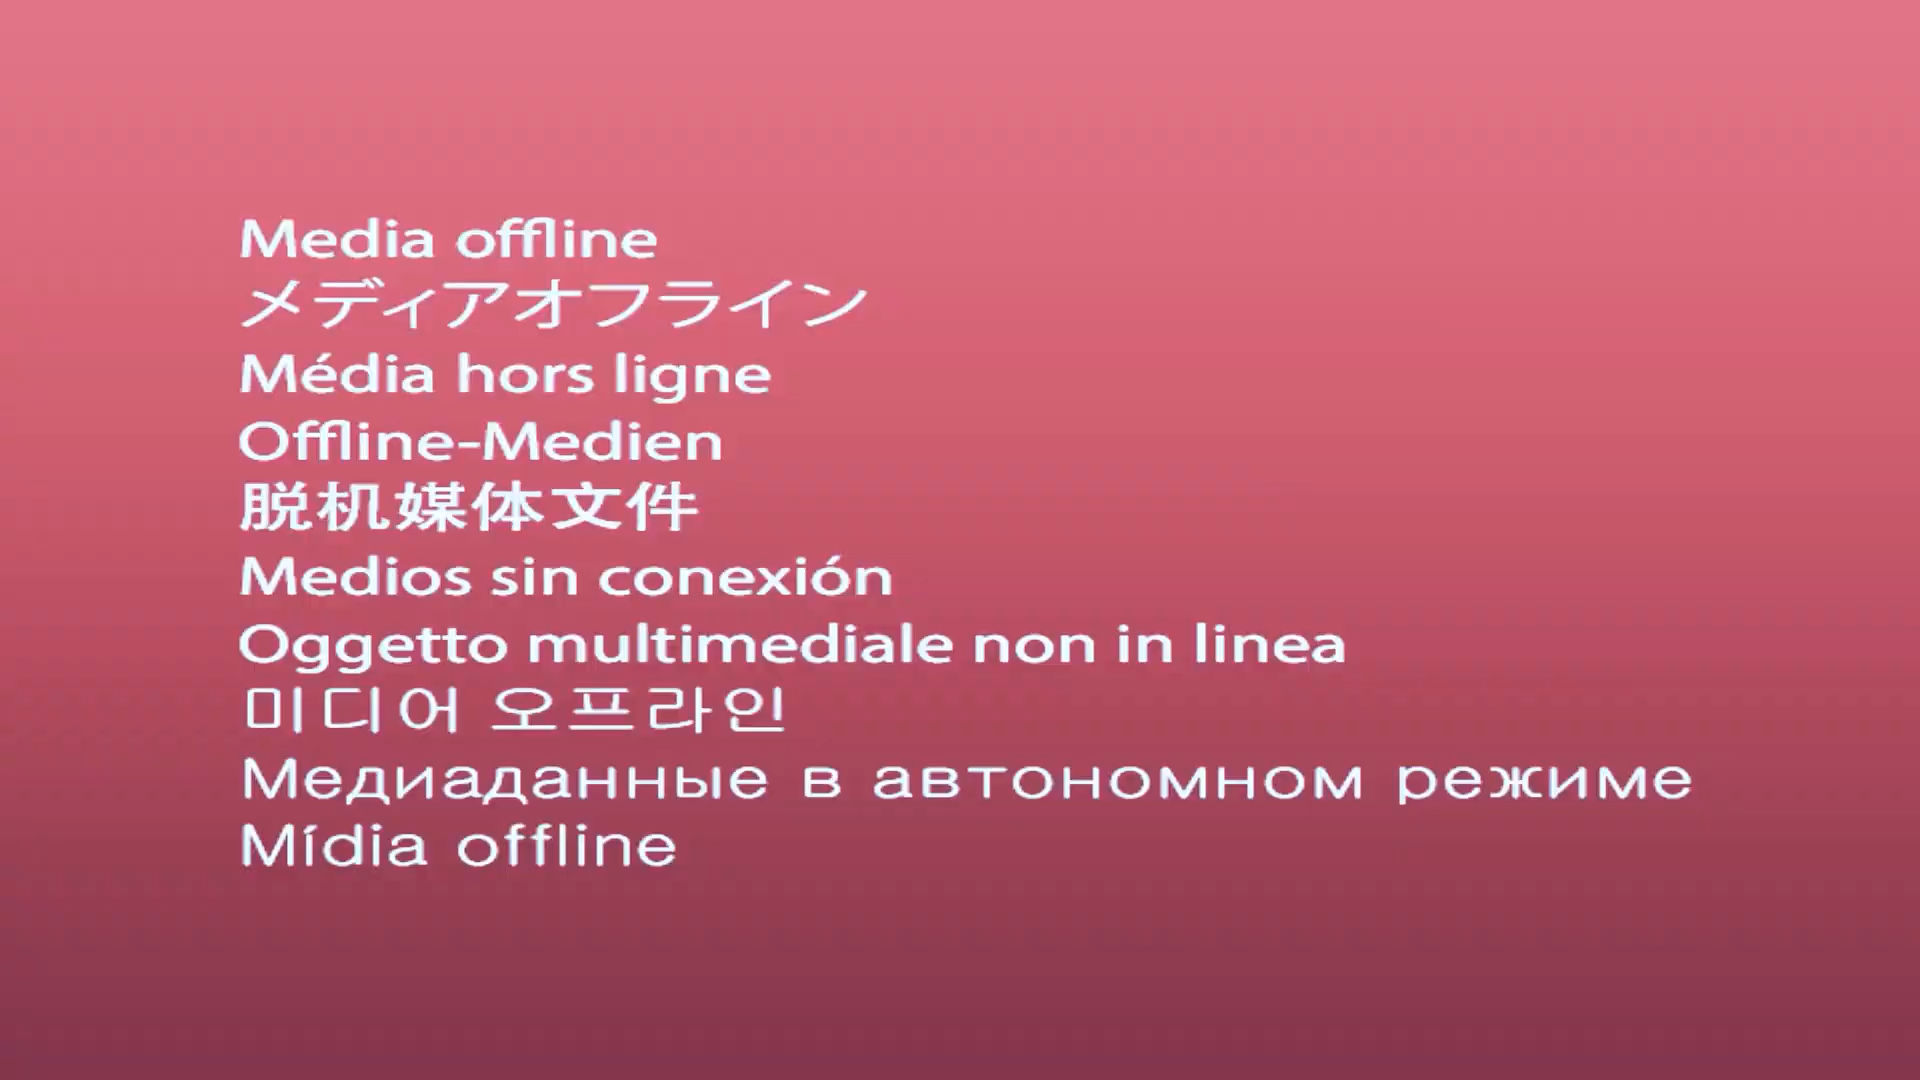 Media offline
メディアオフライン
Média hors ligne
Offline-Medien
脱机媒体文件
Medios sin conexión
Oggetto multimediale non in linea
미디어 오프라인
Медиаданные в автономном режиме
Mídia offline